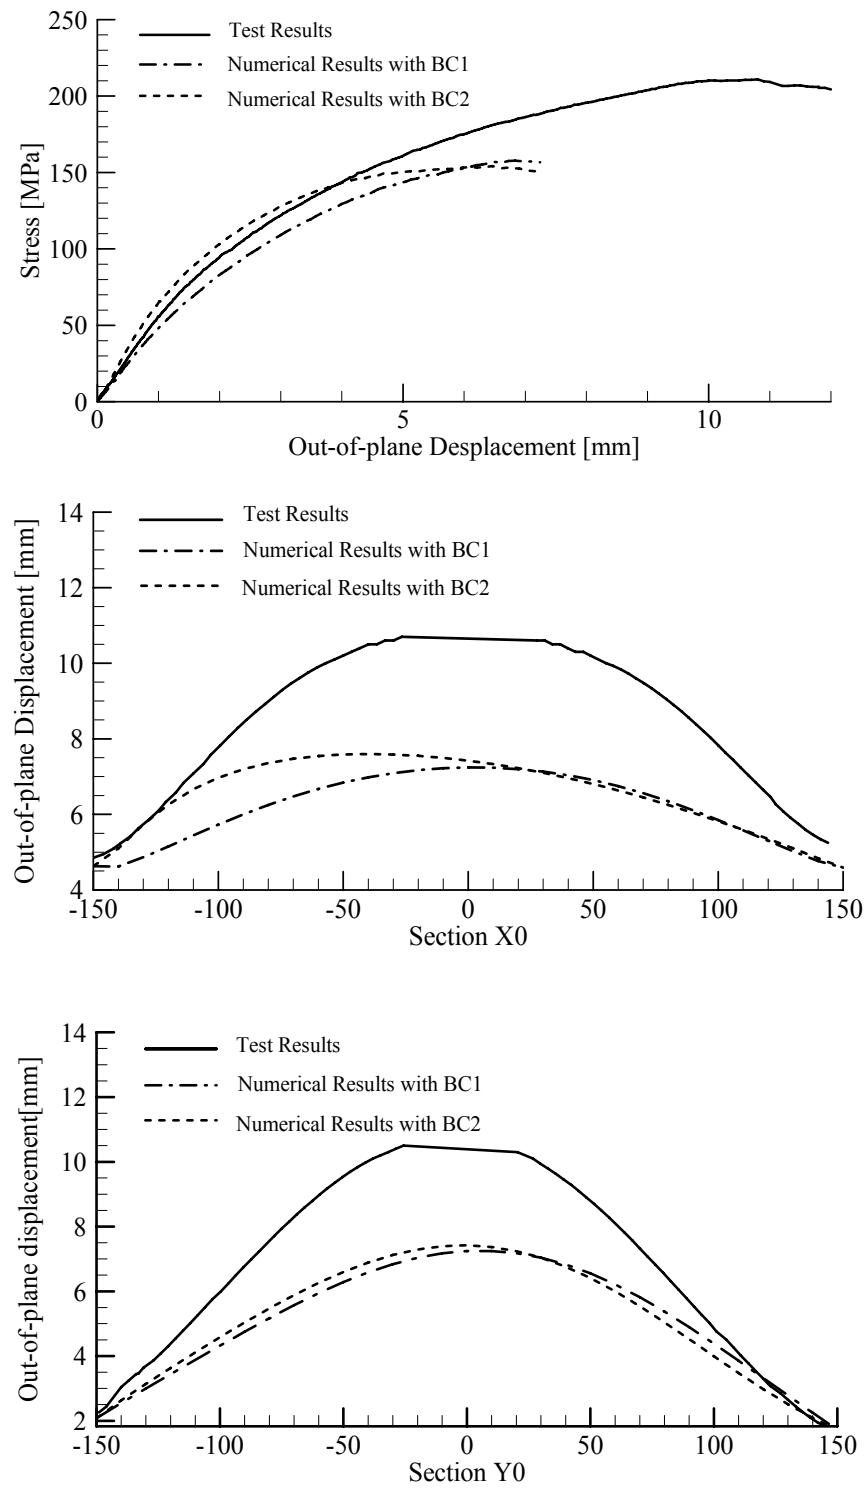 250
200
150
100
50
0
Stress [MPa]
Test Results
Numerical Results with BC1
Numerical Results with BC2
0 5 10
Out-of-plane Desplacement [mm]
14
12
10
8
6
4
Out-of-plane Displacement [mm]
Test Results
Numerical Results with BC1
Numerical Results with BC2
-150 -100 -50 0 50 100 150
Section X0
14
12
10
8
6
4
2
Out-of-plane displacement[mm]
Test Results
Numerical Results with BC1
Numerical Results with BC2
-150 -100 -50 0 50 100 150
Section Y0